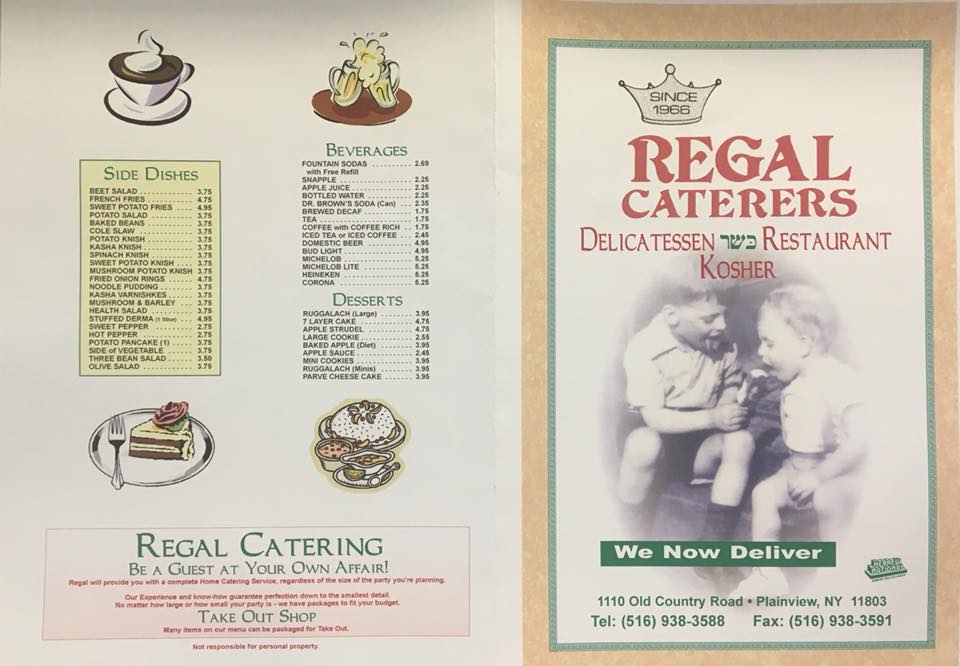 SIDE DISHES
BEET SALAD ............ 3.75
FRENCH FRIES .......... 4.75
SWEET POTATO FRIES .... 4.95
POTATO SALAD .......... 3.75
BAKED BEANS ........... 3.75
COLE SLAW ............. 3.75
POTATO KNISH .......... 3.75
KASHA KNISH ........... 3.75
SPINACH KNISH ......... 3.75
SWEET POTATO KNISH .... 3.75
MUSHROOM POTATO KNISH 3.75
FRIED ONION RINGS ..... 4.75
NOODLE PUDDING ........ 3.75
KASHA VARNISHKES ...... 3.75
MUSHROOM & BARLEY ..... 3.75
HEALTH SALAD .......... 3.75
STUFFED DERMA (1 Slice) .... 4.95
SWEET PEPPER .......... 2.75
HOT PEPPER ............ 2.75
POTATO PANCAKE (1) .... 3.75
SIDE of VEGETABLE ..... 3.75
THREE BEAN SALAD ...... 3.50
OLIVE SALAD ........... 3.75
BEVERAGES
FOUNTAIN SODAS .......... 2.69
with Free Refill
SNAPPLE ................. 2.25
APPLE JUICE ............. 2.25
BOTTLED WATER ........... 2.25
DR. BROWN'S SODA (Can) .. 2.35
BREWED DECAF ............ 1.75
TEA ..................... 1.75
COFFEE with COFFEE RICH .. 1.75
ICED TEA or ICED COFFEE ... 2.45
DOMESTIC BEER ........... 4.95
BUD LIGHT ............... 4.95
MICHELOB ................ 5.25
MICHELOB LITE ........... 5.25
HEINEKEN ................ 5.25
CORONA .................. 5.25
DESSERTS
RUGGALACH (Large) ....... 3.95
7 LAYER CAKE ............ 4.75
APPLE STRUDEL ........... 4.75
LARGE COOKIE ............ 2.55
BAKED APPLE (Diet) ...... 3.95
APPLE SAUCE ............. 2.45
MINI COOKIES ............ 3.95
RUGGALACH (Minis) ....... 3.95
PARVE CHEESE CAKE ....... 3.95
REGAL CATERING
BE A GUEST AT YOUR OWN AFFAIR!
Regal will provide you with a complete Home Catering Service, regardless of the size of the party you're planning.
Our Experience and know-how guarantee perfection down to the smallest detail.
No matter how large or how small your party is - we have packages to fit your budget.
TAKE OUT SHOP
Many items on our menu can be packaged for Take Out.
Not responsible for personal property.
SINCE
1966
REGAL
CATERERS
DELICATESSEN כשר RESTAURANT
KOSHER
We Now Deliver
HEBREW
NATIONAL
1110 Old Country Road • Plainview, NY 11803
Tel: (516) 938-3588 Fax: (516) 938-3591